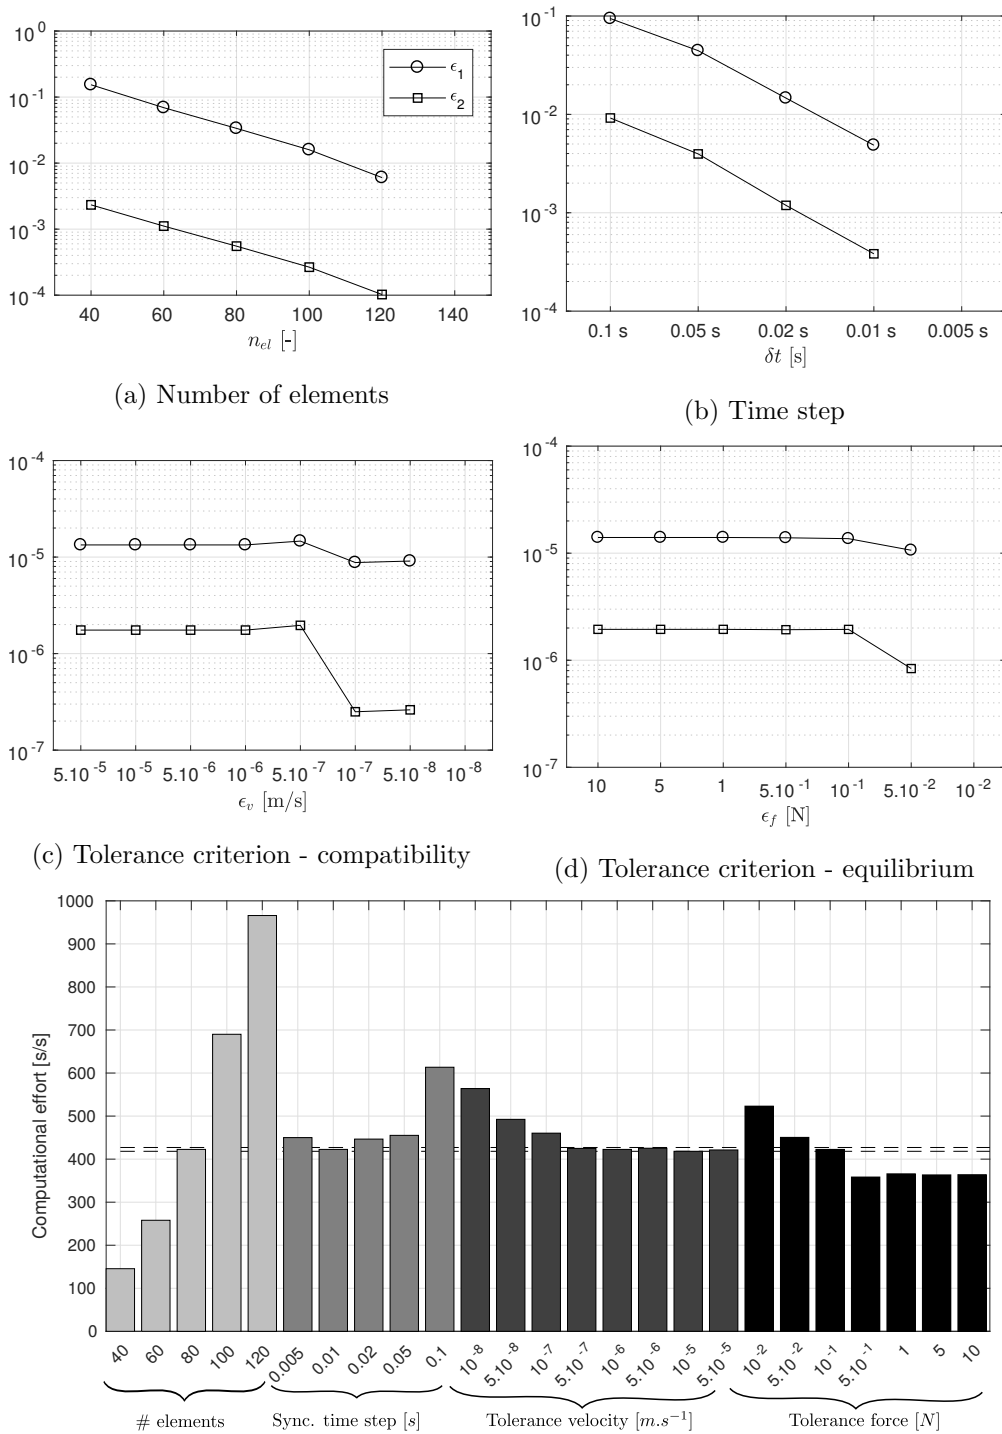 10^0
10^-1
10^-2
10^-3
10^-4
ϵ_1
ϵ_2
40 60 80 100 120 140
n_el [-]
(a) Number of elements
10^-1
10^-2
10^-3
10^-4
0.1 s 0.05 s 0.02 s 0.01 s 0.005 s
δt [s]
(b) Time step
10^-4
10^-5
10^-6
10^-7
5.10^-5 10^-5 5.10^-6 10^-6 5.10^-7 10^-7 5.10^-8 10^-8
ϵ_v [m/s]
(c) Tolerance criterion - compatibility
10^-4
10^-5
10^-6
10^-7
10 5 1 5.10^-1 10^-1 5.10^-2 10^-2
ϵ_f [N]
(d) Tolerance criterion - equilibrium
1000
900
800
700
600
500
400
300
200
100
0
Computational effort [s/s]
40 60 80 100 120 0.005 0.01 0.02 0.05 0.1 10^-8 5.10^-8 10^-7 5.10^-7 10^-6 5.10^-6 10^-5 5.10^-5 10^-2 5.10^-2 10^-1 5.10^-1 1 5 10
# elements Sync. time step [s] Tolerance velocity [m.s^-1] Tolerance force [N]